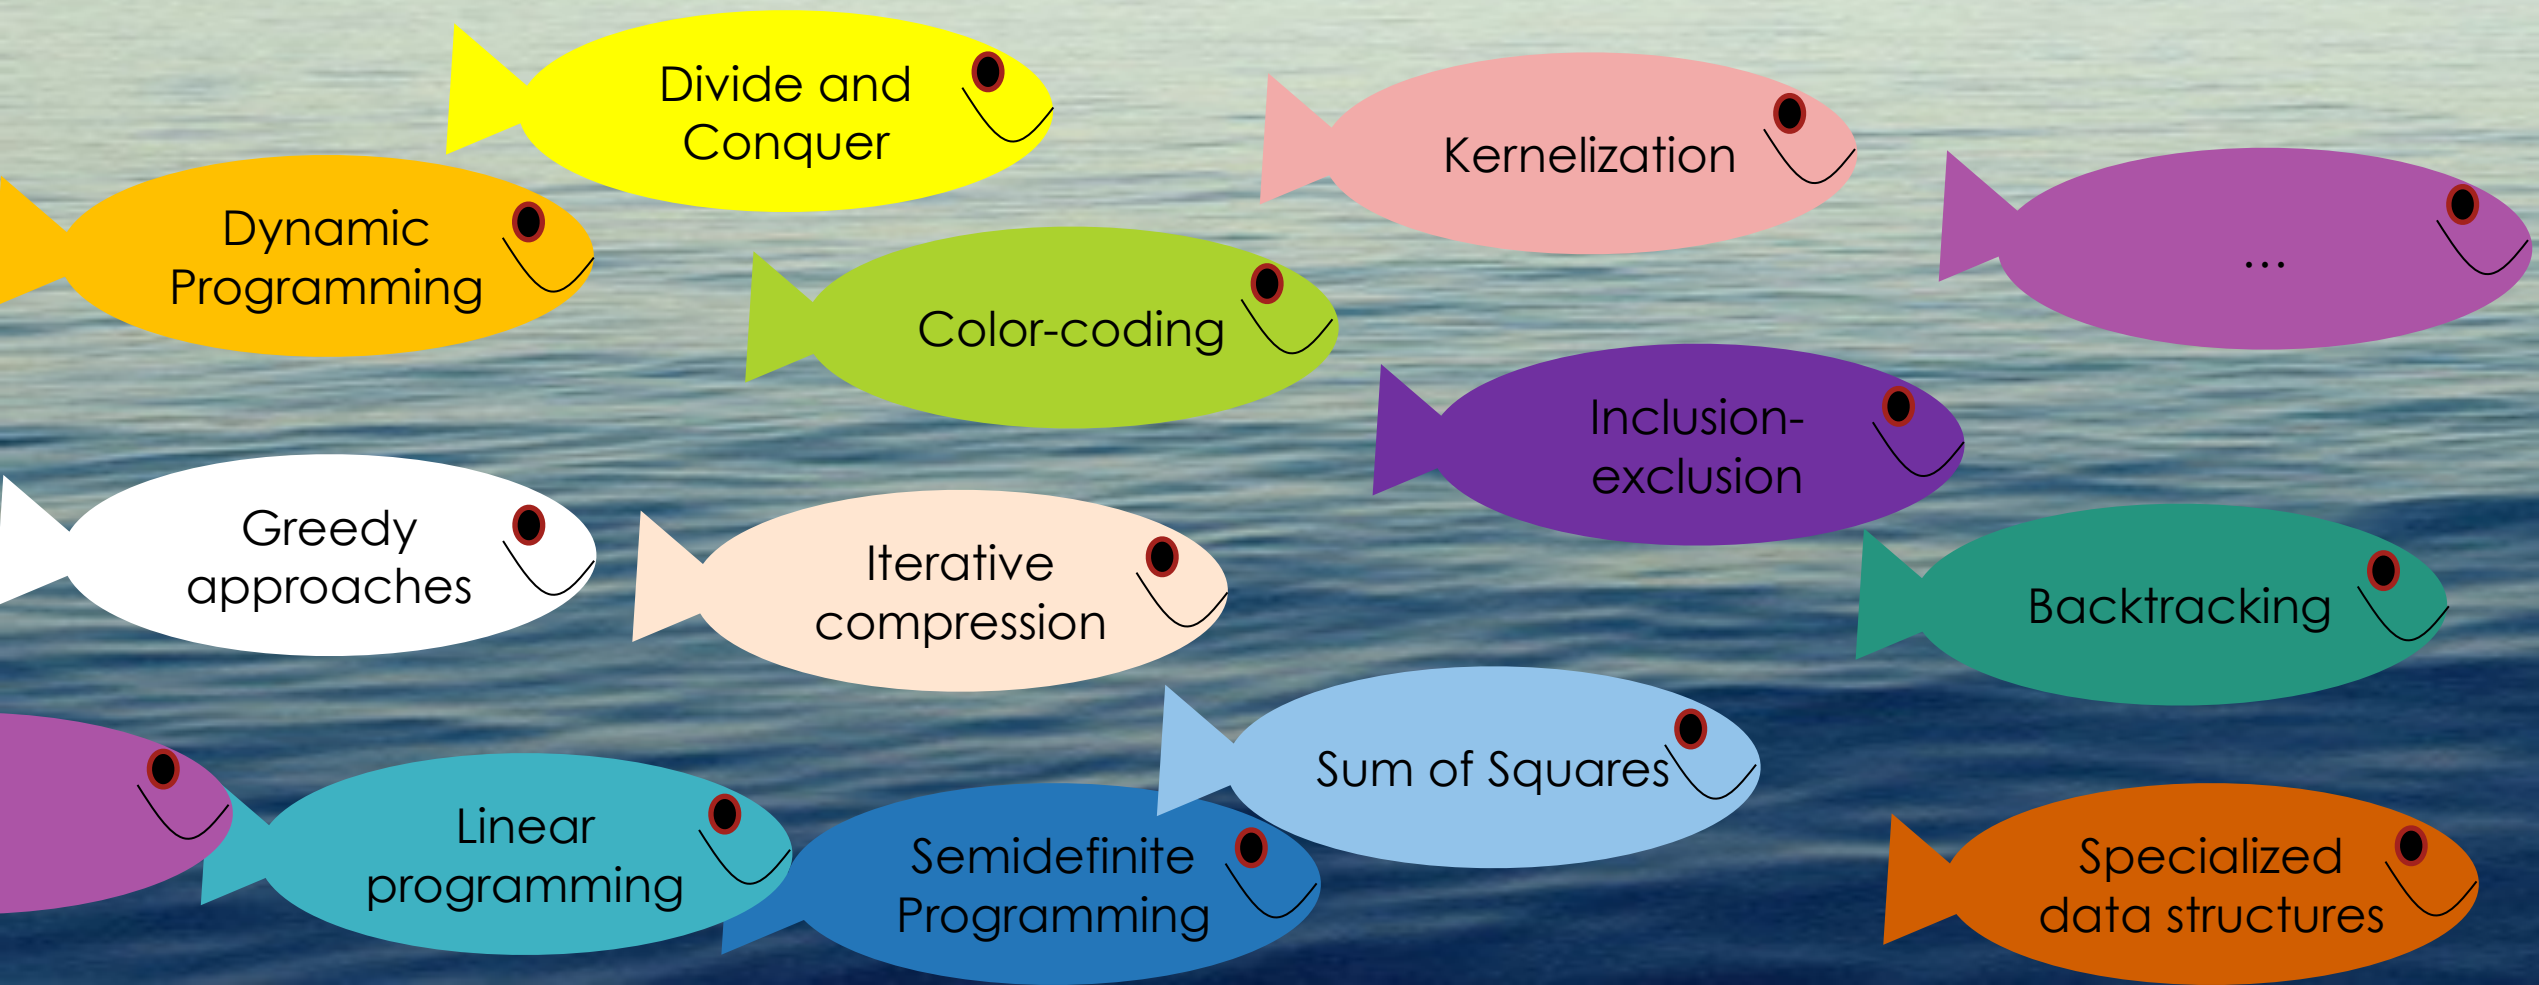 Divide and
Conquer
Kernelization
Dynamic
Programming
...
Color-coding
Inclusion-
exclusion
Greedy
approaches
Iterative
compression
Backtracking
Sum of Squares
Linear
programming
Semidefinite
Programming
Specialized
data structures